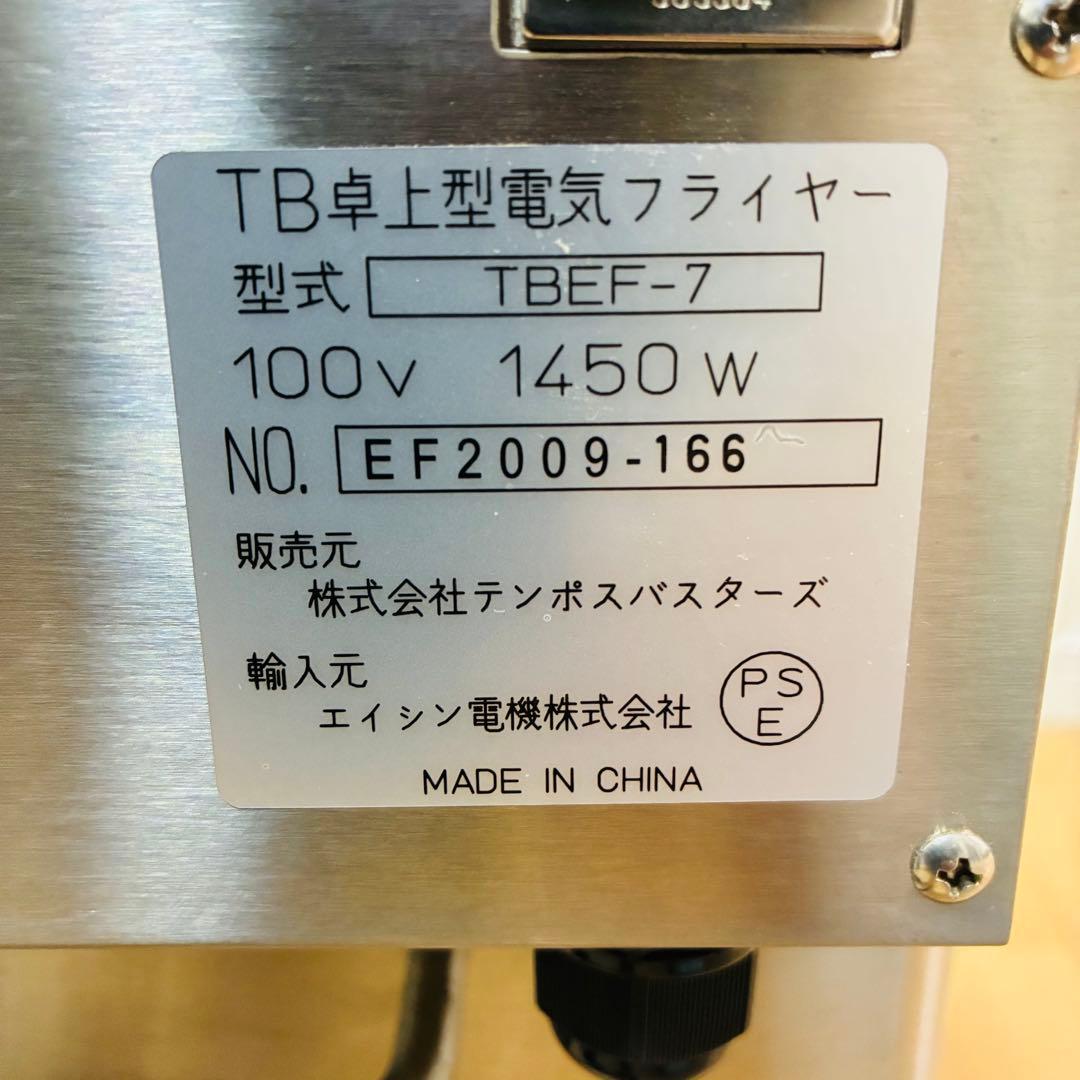 TB卓上型電気フライヤー
型式 TBEF-7
100V 1450W
NO. EF2009-166
販売元
株式会社テンポスバスターズ
輸入元
エイシン電機株式会社 PSE
MADE IN CHINA